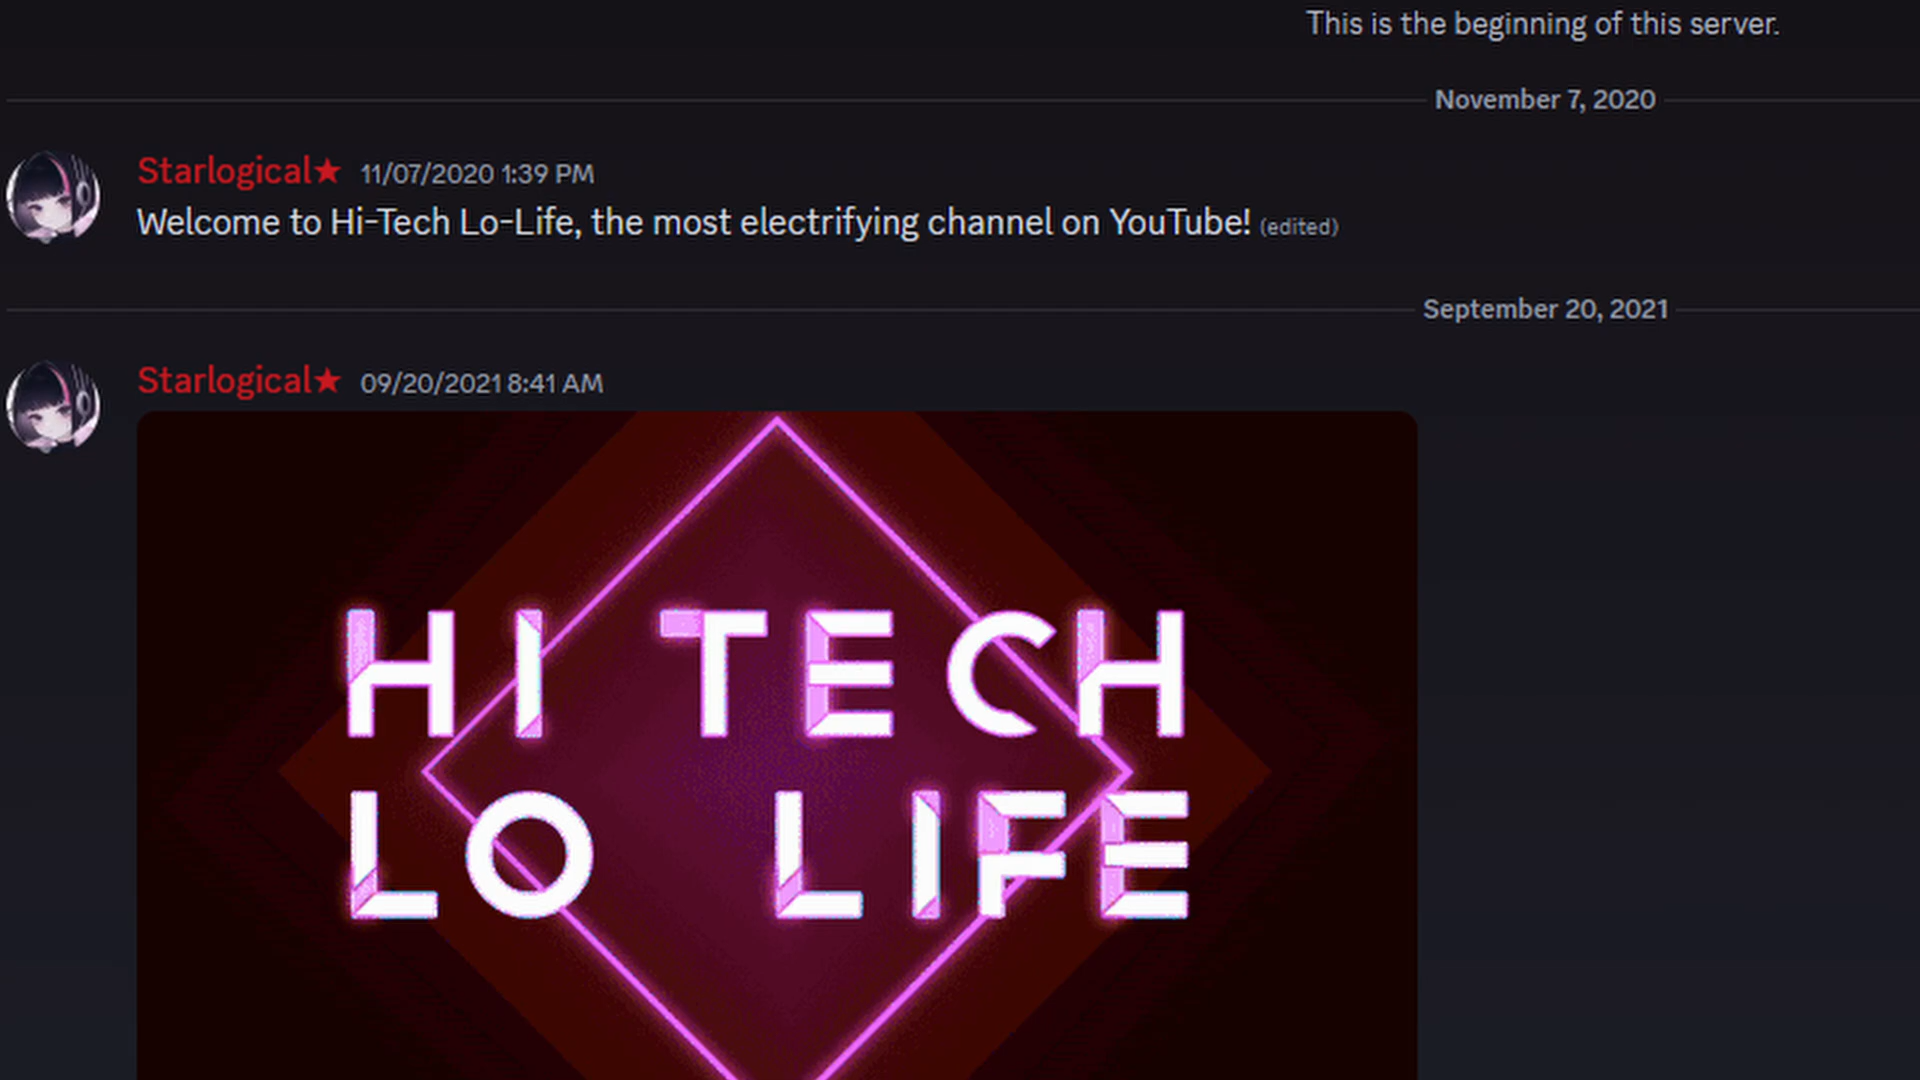 This is the beginning of this server.
November 7, 2020
Starlogical★ 11/07/2020 1:39 PM
Welcome to Hi-Tech Lo-Life, the most electrifying channel on YouTube! (edited)
September 20, 2021
Starlogical★ 09/20/2021 8:41 AM
HI TECH
LO LIFE